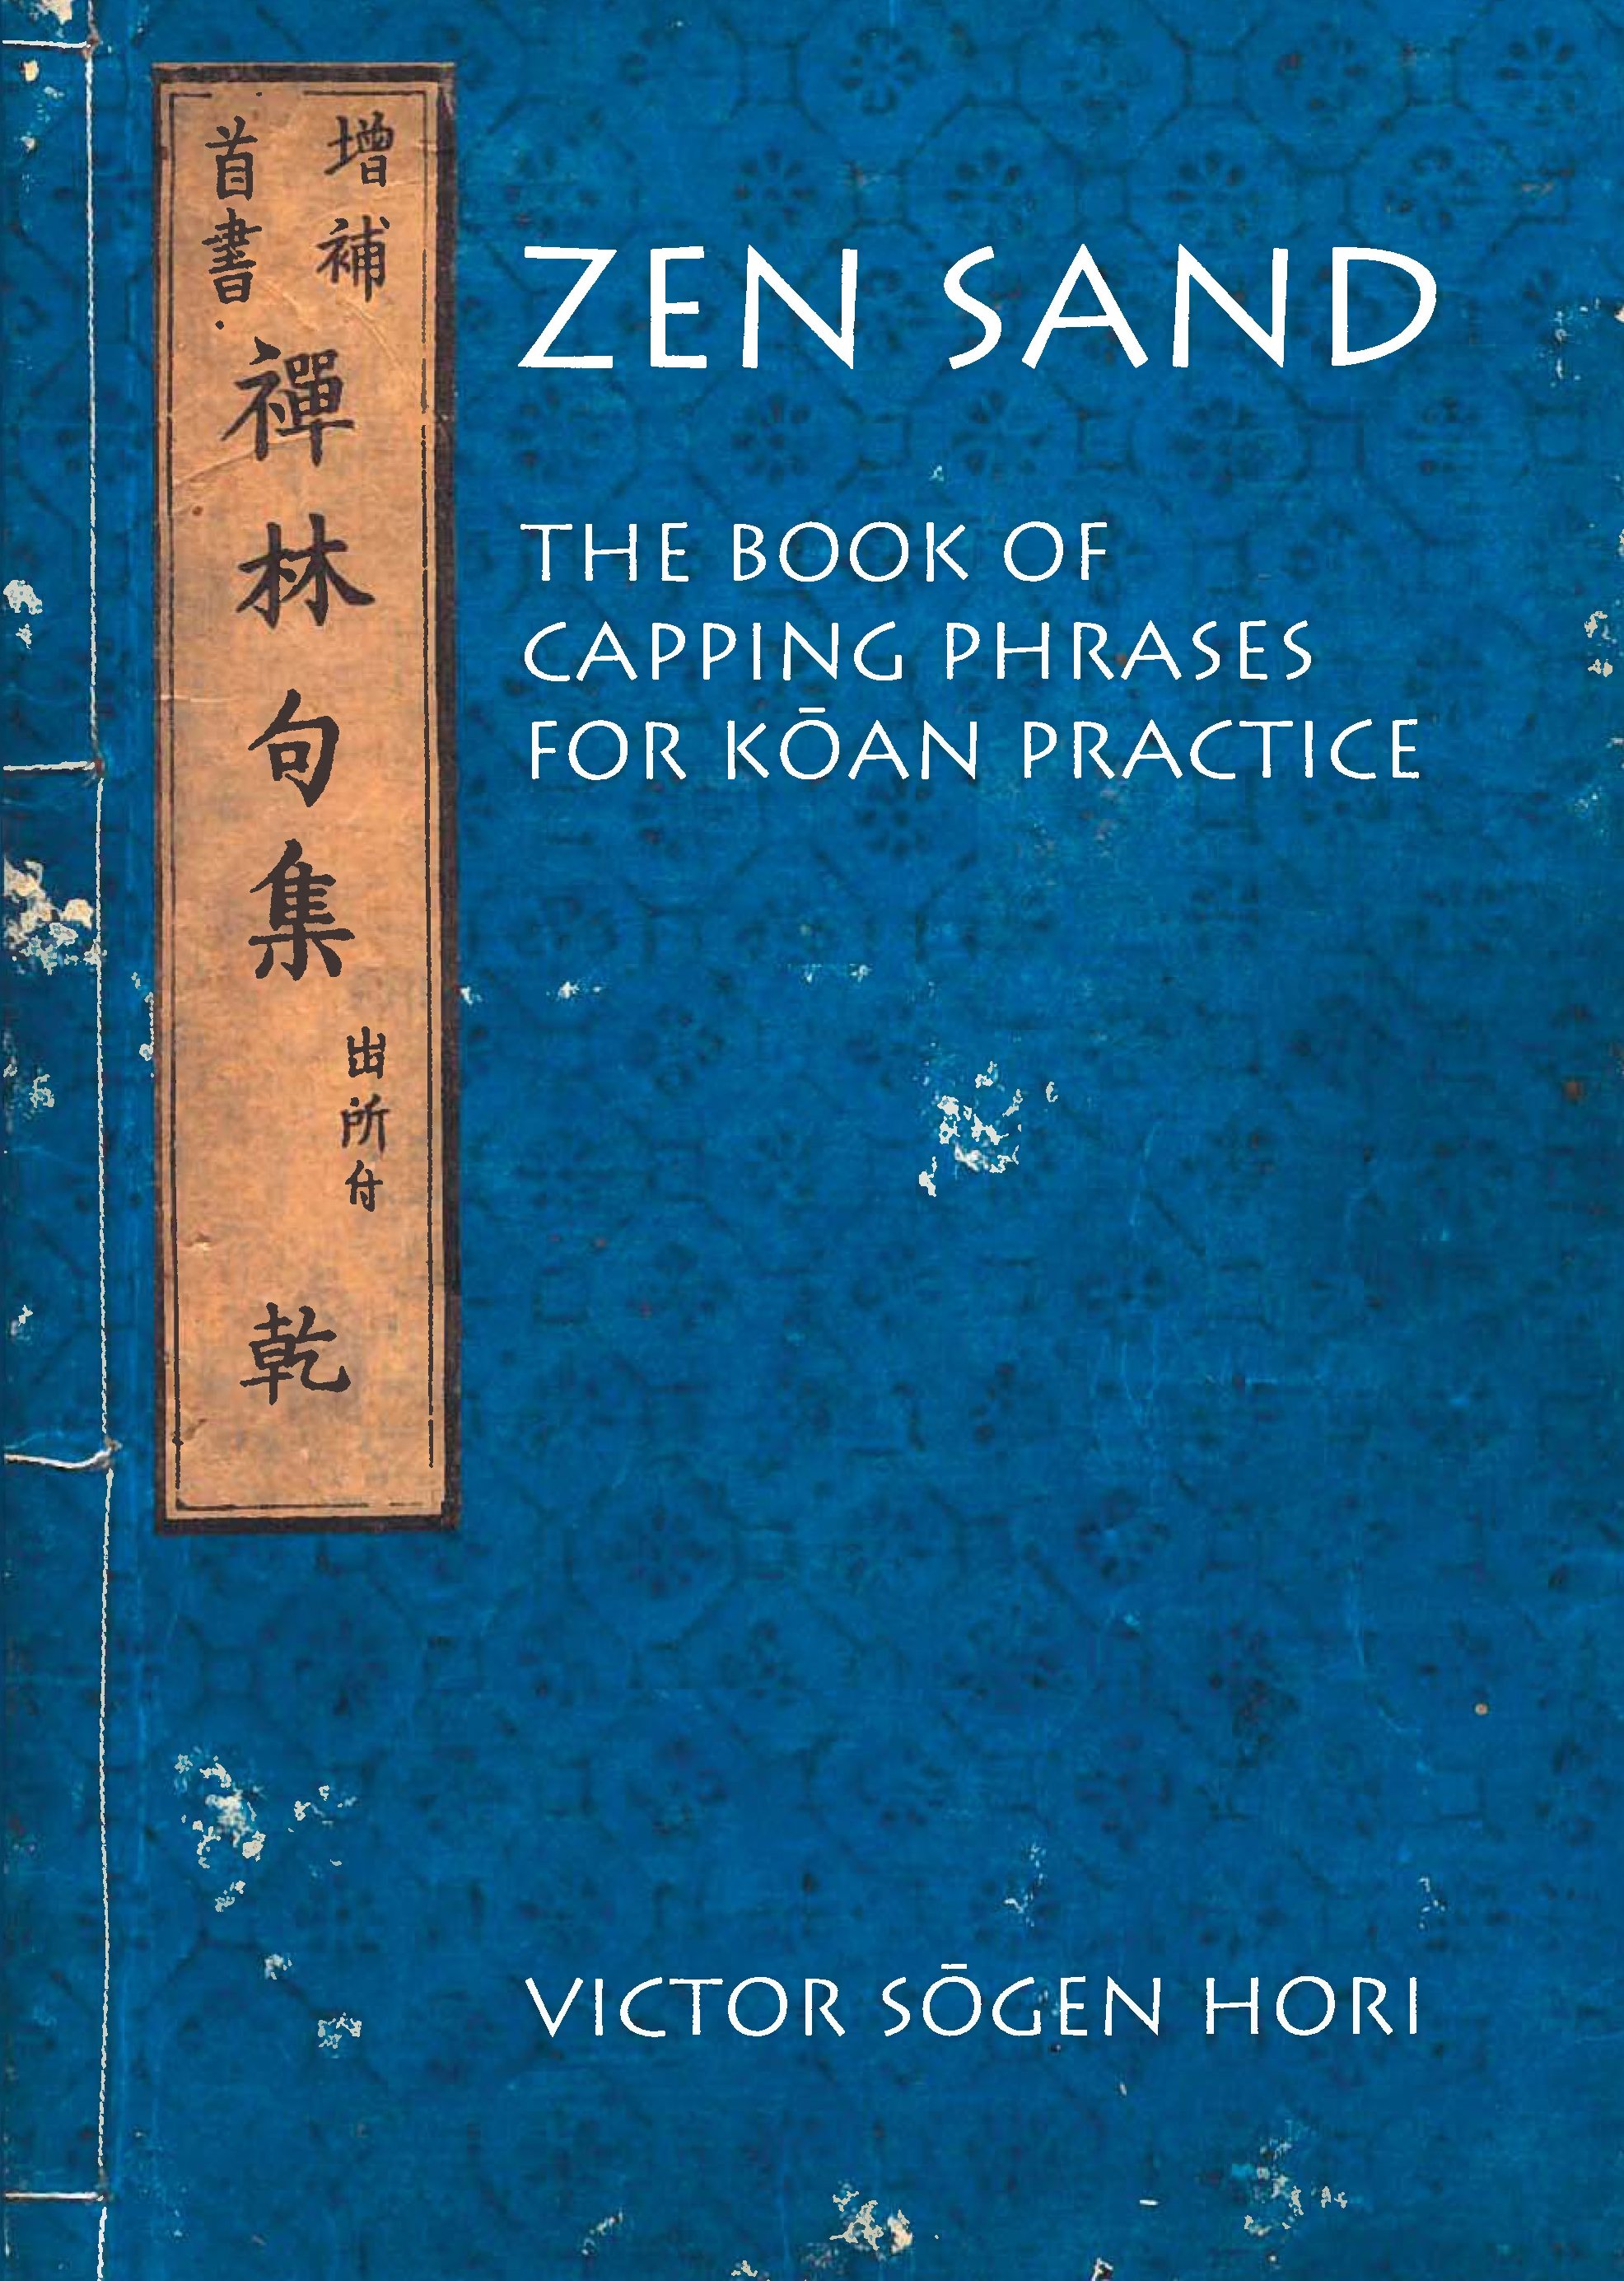 増補
首書
禪林句集
出所付
乾
ZEN SAND
THE BOOK OF
CAPPING PHRASES
FOR KŌAN PRACTICE
VICTOR SŌGEN HORI